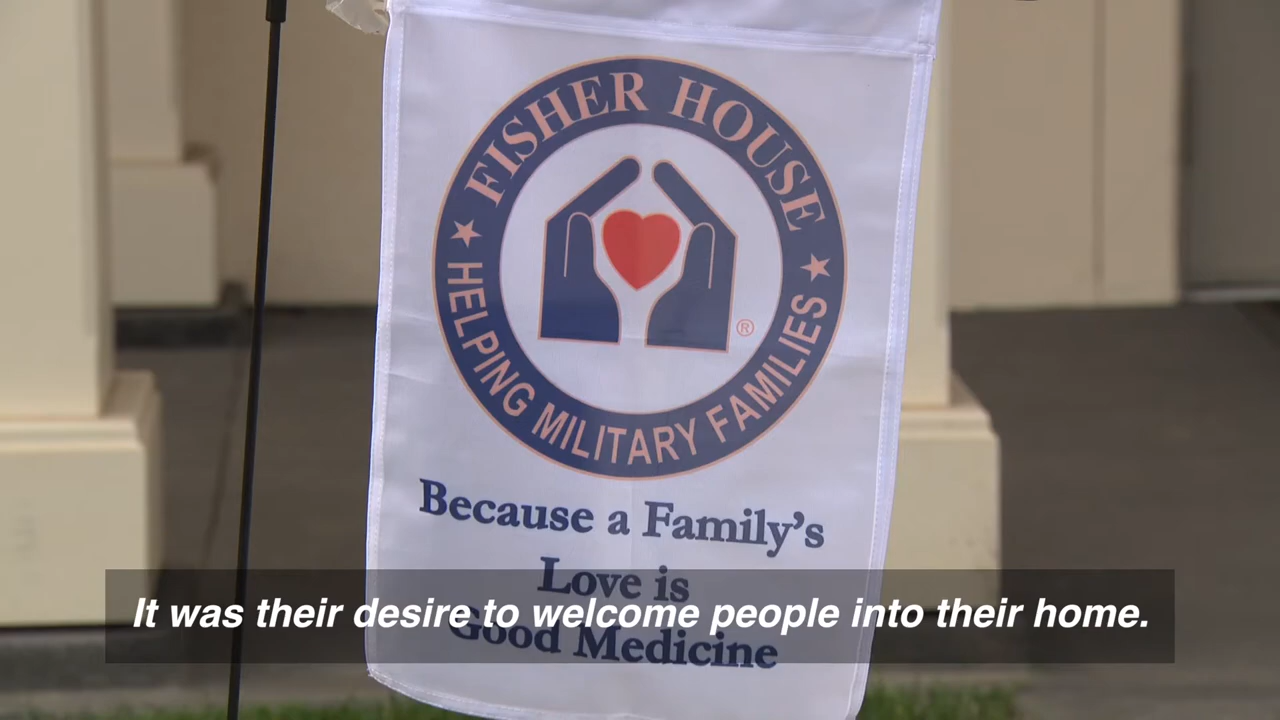 FISHER HOUSE
★ HELPING MILITARY FAMILIES ★
®
Because a Family's
Love is
Good Medicine
It was their desire to welcome people into their home.